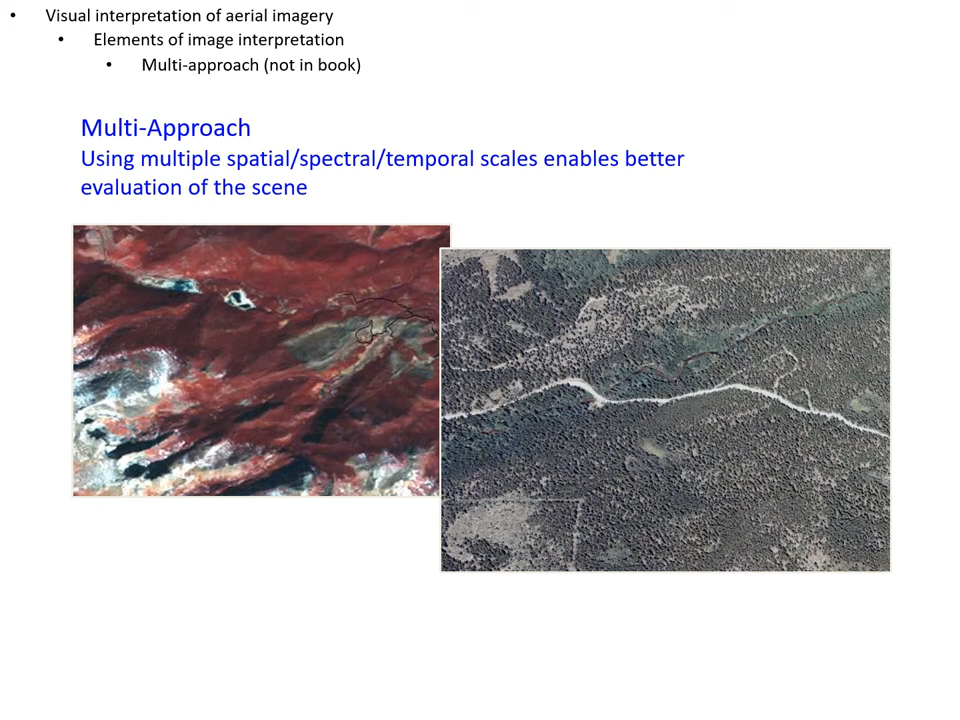 • Visual interpretation of aerial imagery
• Elements of image interpretation
• Multi-approach (not in book)
Multi-Approach
Using multiple spatial/spectral/temporal scales enables better
evaluation of the scene